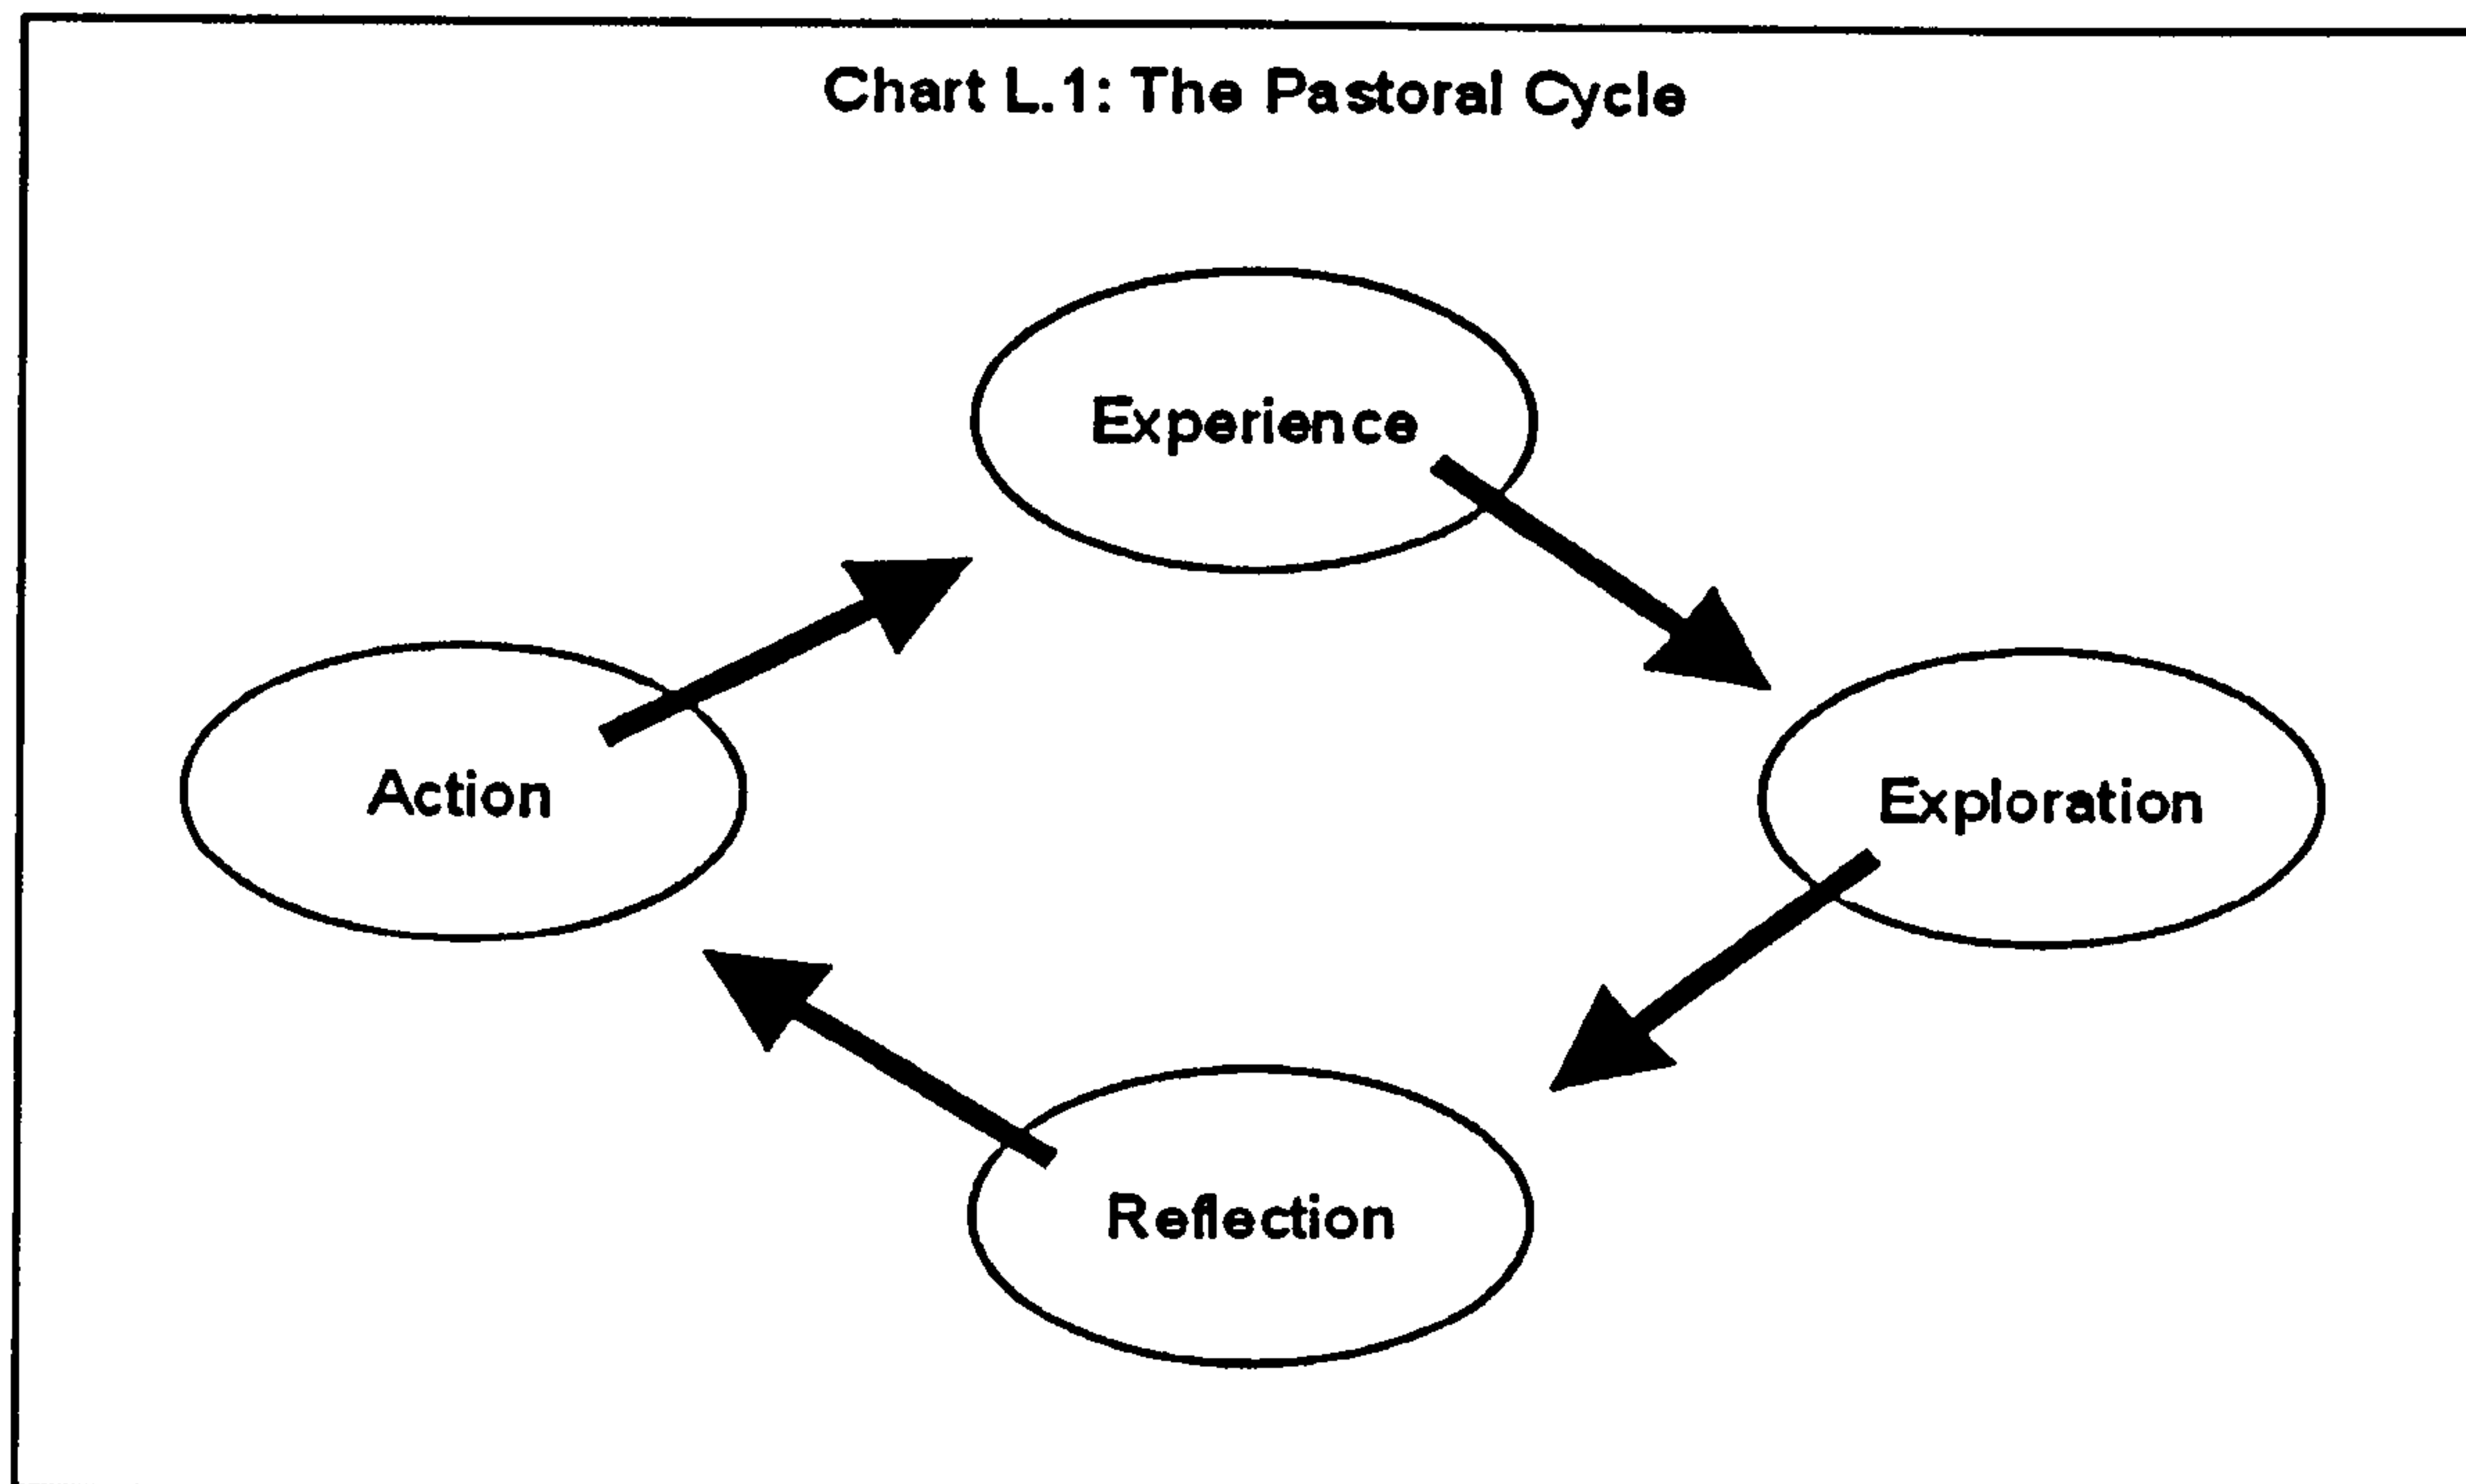 Chart L.1: The Pastoral Cycle
Experience
Action
Exploration
Reflection